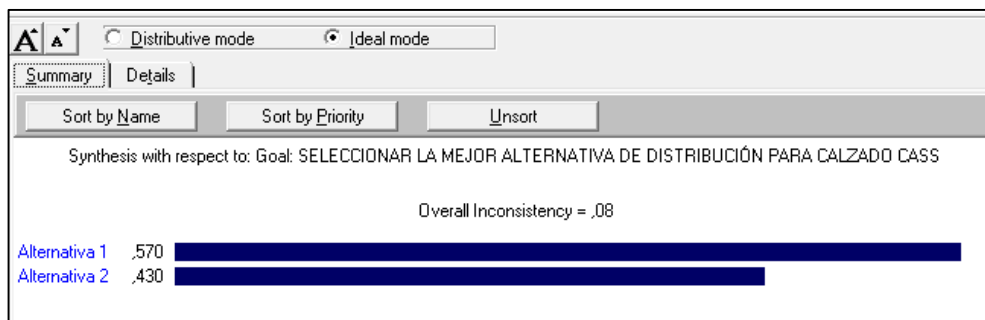 A A Distributive mode Ideal mode
Summary Details
Sort by Name Sort by Priority Unsort
Synthesis with respect to: Goal: SELECCIONAR LA MEJOR ALTERNATIVA DE DISTRIBUCIÓN PARA CALZADO CASS
Overall Inconsistency = ,08
Alternativa 1 ,570
Alternativa 2 ,430